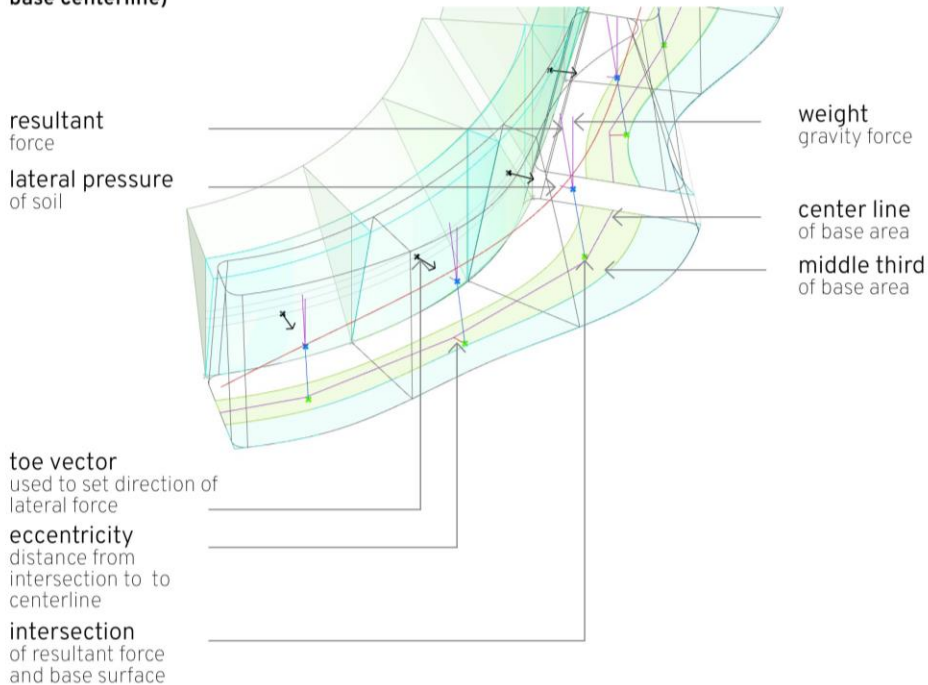 base centerline)
resultant
force
lateral pressure
of soil
weight
gravity force
center line
of base area
middle third
of base area
toe vector
used to set direction of
lateral force
eccentricity
distance from
intersection to to
centerline
intersection
of resultant force
and base surface